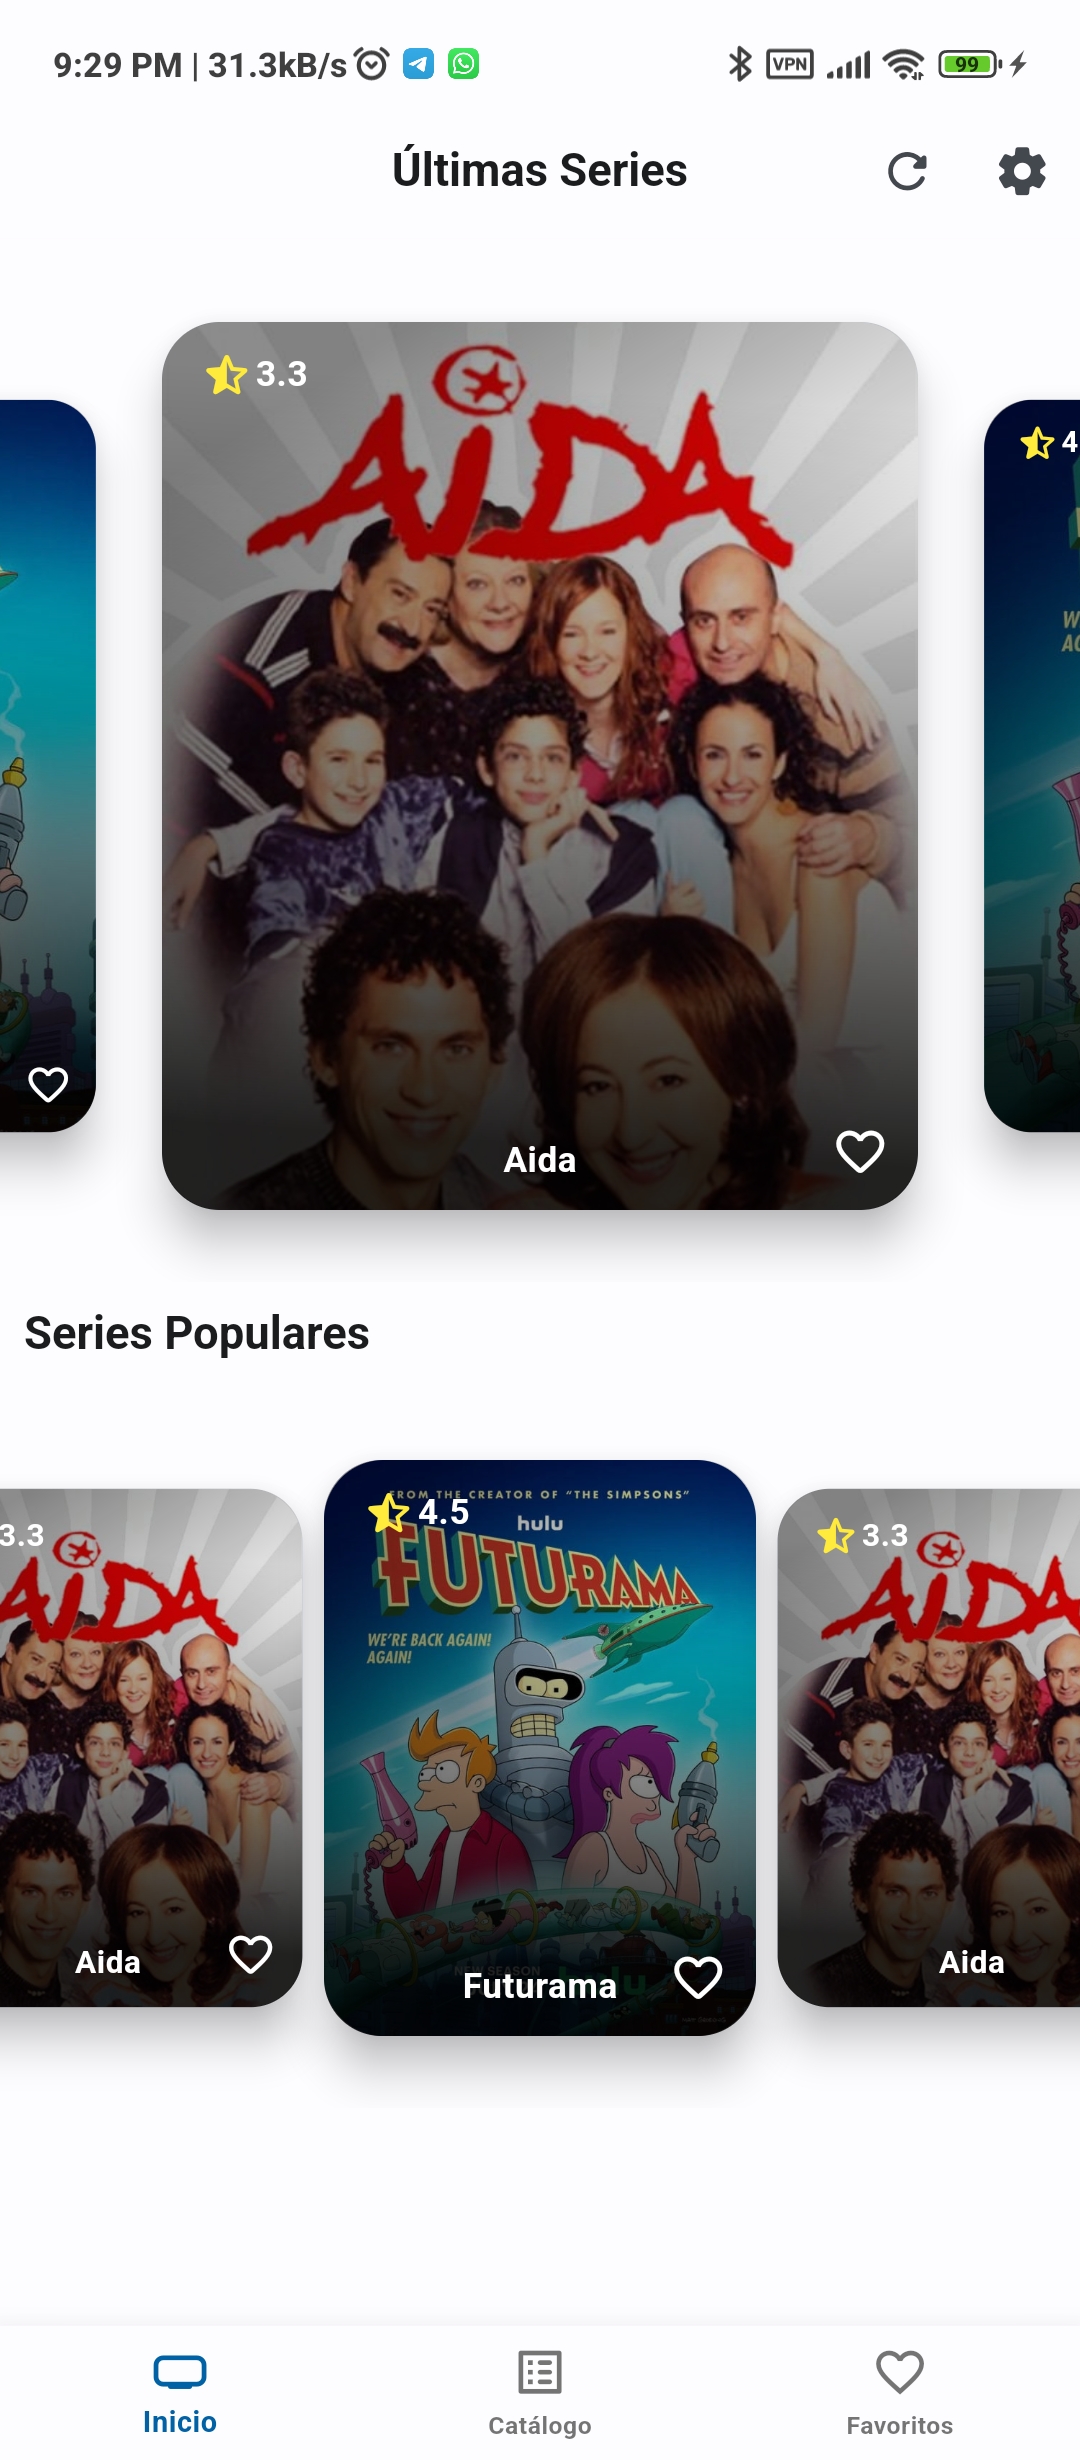 9:29 PM | 31.3kB/s
VPN
99
Últimas Series
3.3
AiDA
Aida
4
W
AC
Series Populares
3.3
AiDA
Aida
4.5
FROM THE CREATOR OF "THE SIMPSONS"
hulu
FUTURAMA
WE'RE BACK AGAIN!
AGAIN!
NEW SEASON
hulu
Futurama
3.3
AiDA
Aida
Inicio
Catálogo
Favoritos